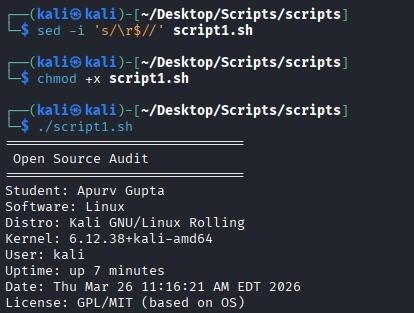 ┌──(kali㉿kali)-[~/Desktop/Scripts/scripts]
└─$ sed -i 's/\r$//' script1.sh
┌──(kali㉿kali)-[~/Desktop/Scripts/scripts]
└─$ chmod +x script1.sh
┌──(kali㉿kali)-[~/Desktop/Scripts/scripts]
└─$ ./script1.sh
==============================
Open Source Audit
==============================
Student: Apurv Gupta
Software: Linux
Distro: Kali GNU/Linux Rolling
Kernel: 6.12.38+kali-amd64
User: kali
Uptime: up 7 minutes
Date: Thu Mar 26 11:16:21 AM EDT 2026
License: GPL/MIT (based on OS)